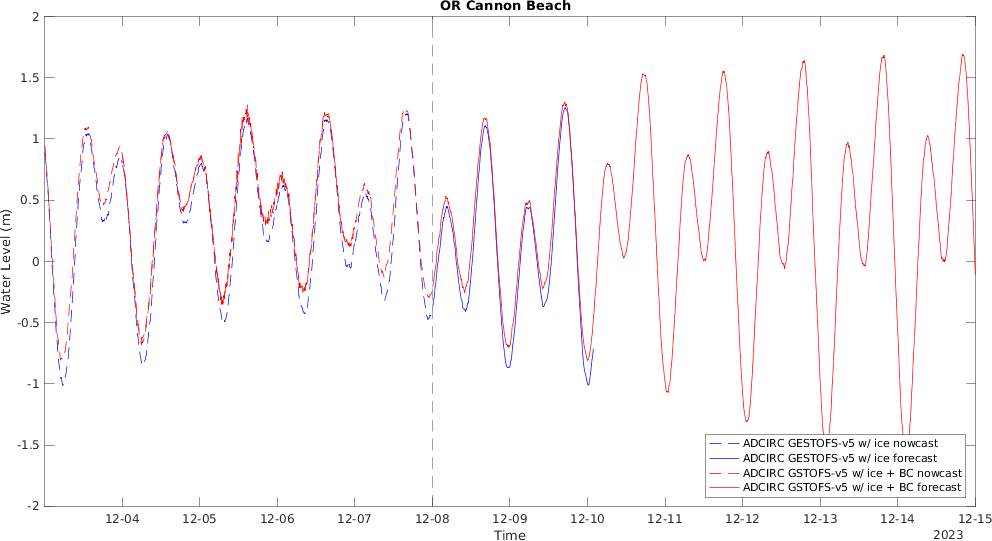 OR Cannon Beach
2
1.5
1
0.5
0
-0.5
-1
-1.5
-2
Water Level (m)
ADCIRC GESTOFS-v5 w/ ice nowcast
ADCIRC GESTOFS-v5 w/ ice forecast
ADCIRC GSTOFS-v5 w/ ice + BC nowcast
ADCIRC GSTOFS-v5 w/ ice + BC forecast
12-04 12-05 12-06 12-07 12-08 12-09 12-10 12-11 12-12 12-13 12-14 12-15
Time
2023